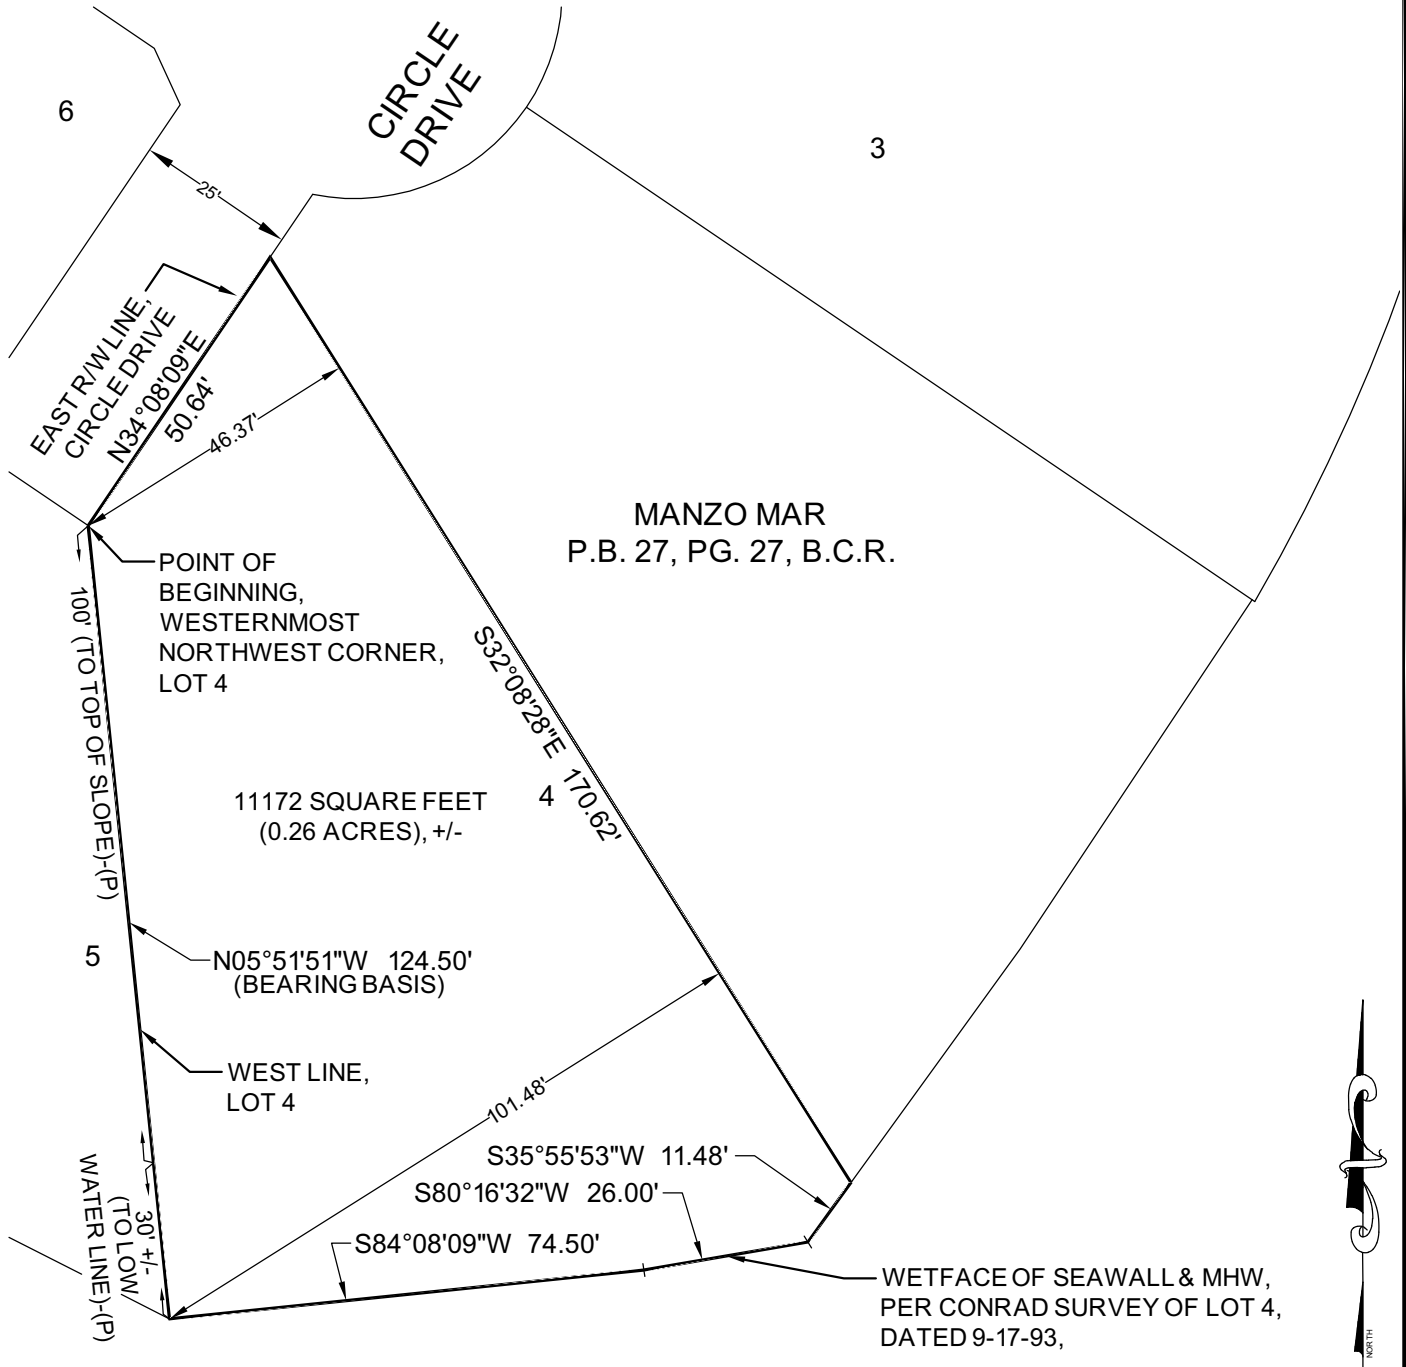 CIRCLE
DRIVE
6
3
25'
EAST R/W LINE,
CIRCLE DRIVE
N34°08'09"E
50.64'
46.37'
MANZO MAR
P.B. 27, PG. 27, B.C.R.
POINT OF
BEGINNING,
WESTERNMOST
NORTHWEST CORNER,
LOT 4
100' (TO TOP OF SLOPE)-(P)
S32°08'28"E 170.62'
11172 SQUARE FEET
(0.26 ACRES), +/-
4
5
N05°51'51"W 124.50'
(BEARING BASIS)
WEST LINE,
LOT 4
101.48'
S35°55'53"W 11.48'
S80°16'32"W 26.00'
S84°08'09"W 74.50'
30' +/-
(TO LOW
WATER LINE)-(P)
WETFACE OF SEAWALL & MHW,
PER CONRAD SURVEY OF LOT 4,
DATED 9-17-93,
NORTH